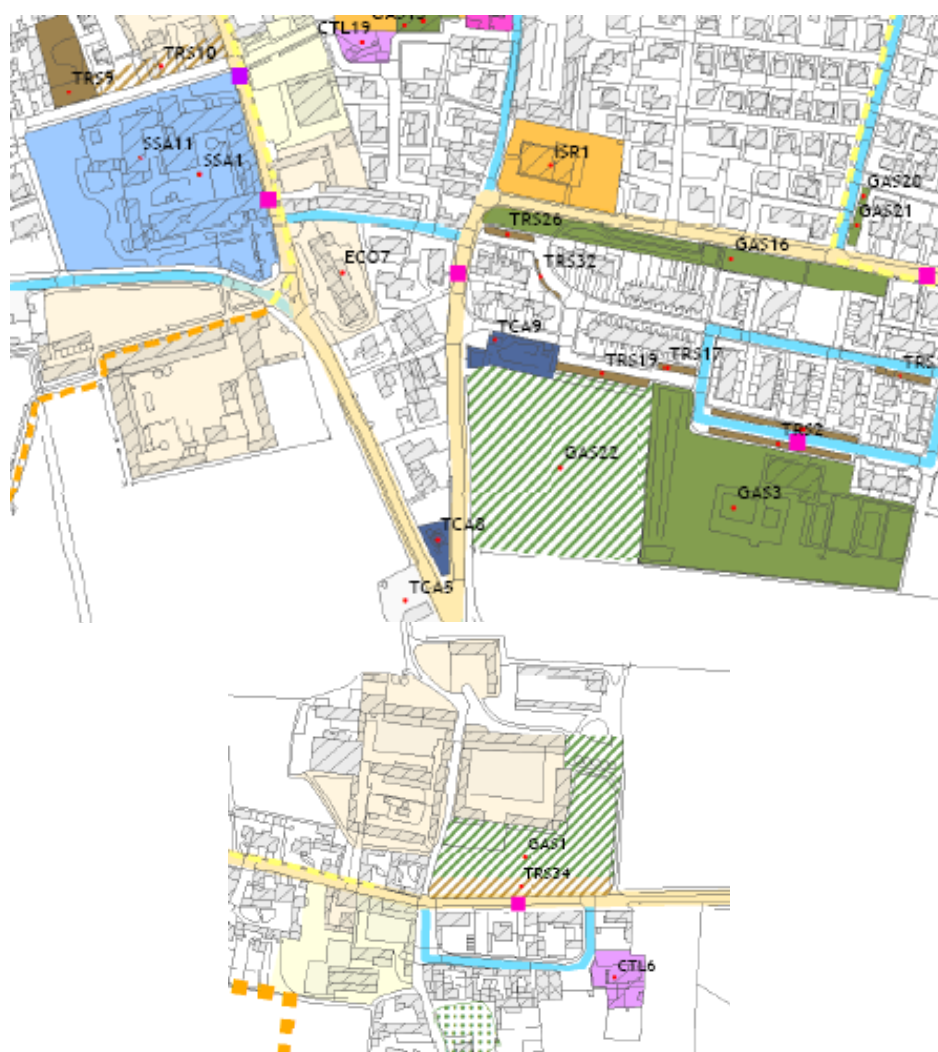 CTL19
TRS10
TRS9
SSA11
SSA1
ISR1
GAS20
GAS21
TRS26
GAS16
ECO7
TRS32
TCA9
TRS19
TRS17
TRS
TRS2
GAS22
GAS3
TCA8
TCA5
GAS1
TRS34
CTL6